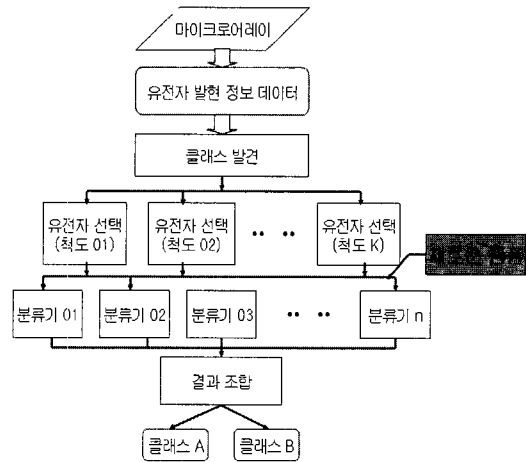 마이크로어레이
유전자 발현 정보 데이터
클래스 발견
유전자 선택
(척도 01)
유전자 선택
(척도 02)
유전자 선택
(척도 K)
분류기 01
분류기 02
분류기 03
분류기 n
결과 조합
클래스 A
클래스 B